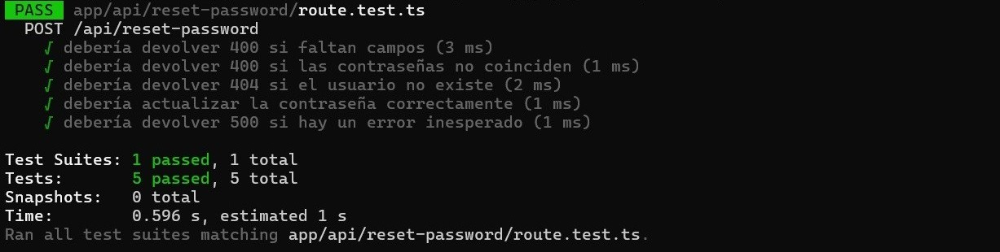 PASS app/api/reset-password/route.test.ts
POST /api/reset-password
√ debería devolver 400 si faltan campos (3 ms)
√ debería devolver 400 si las contraseñas no coinciden (1 ms)
√ debería devolver 404 si el usuario no existe (2 ms)
√ debería actualizar la contraseña correctamente (1 ms)
√ debería devolver 500 si hay un error inesperado (1 ms)
Test Suites: 1 passed, 1 total
Tests: 5 passed, 5 total
Snapshots: 0 total
Time: 0.596 s, estimated 1 s
Ran all test suites matching app/api/reset-password/route.test.ts.